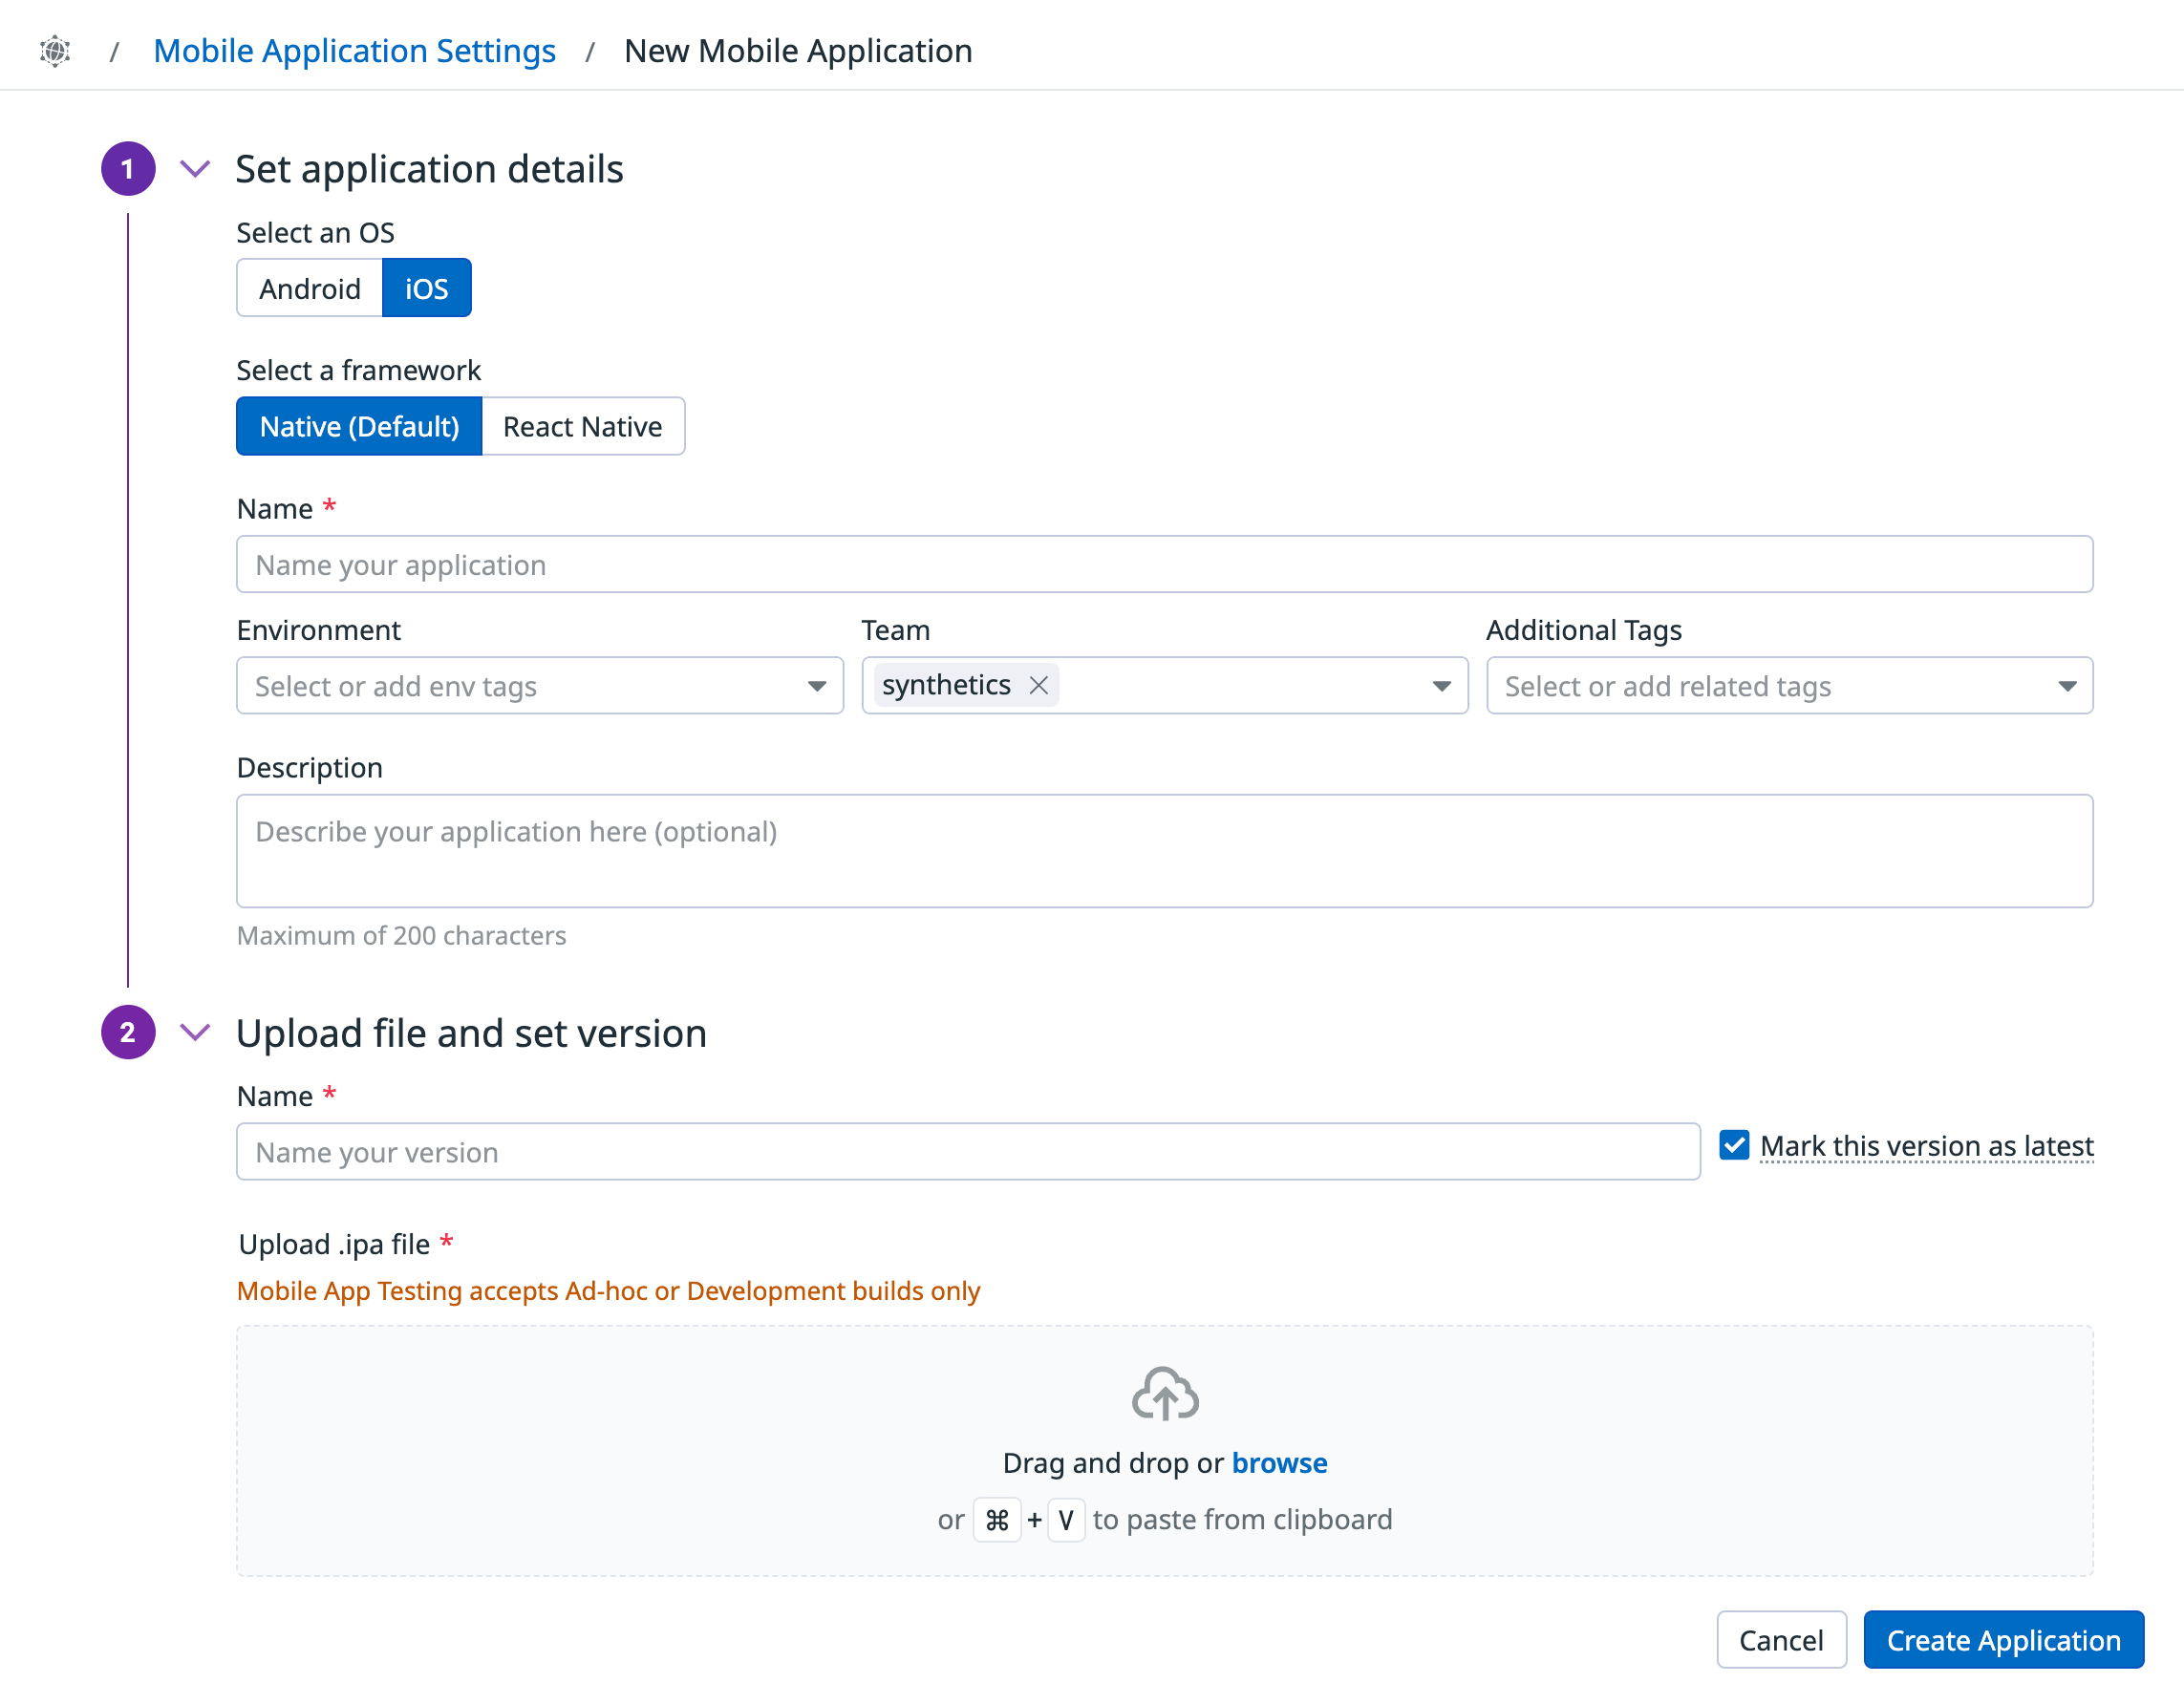 / Mobile Application Settings / New Mobile Application
1 Set application details
Select an OS
Android iOS
Select a framework
Native (Default) React Native
Name *
Name your application
Environment Team Additional Tags
Select or add env tags synthetics Select or add related tags
Description
Describe your application here (optional)
Maximum of 200 characters
2 Upload file and set version
Name *
Name your version Mark this version as latest
Upload .ipa file *
Mobile App Testing accepts Ad-hoc or Development builds only
Drag and drop or browse
or ⌘ + V to paste from clipboard
Cancel Create Application